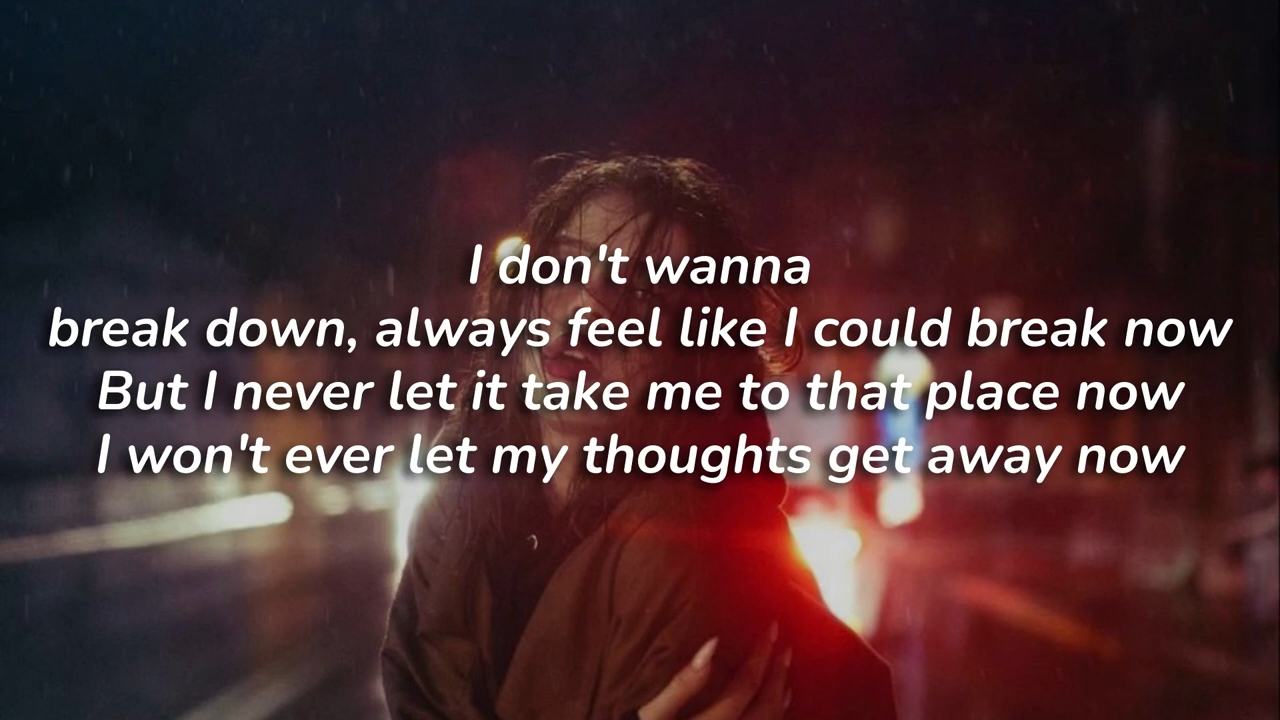 I don't wanna
break down, always feel like I could break now
But I never let it take me to that place now
I won't ever let my thoughts get away now